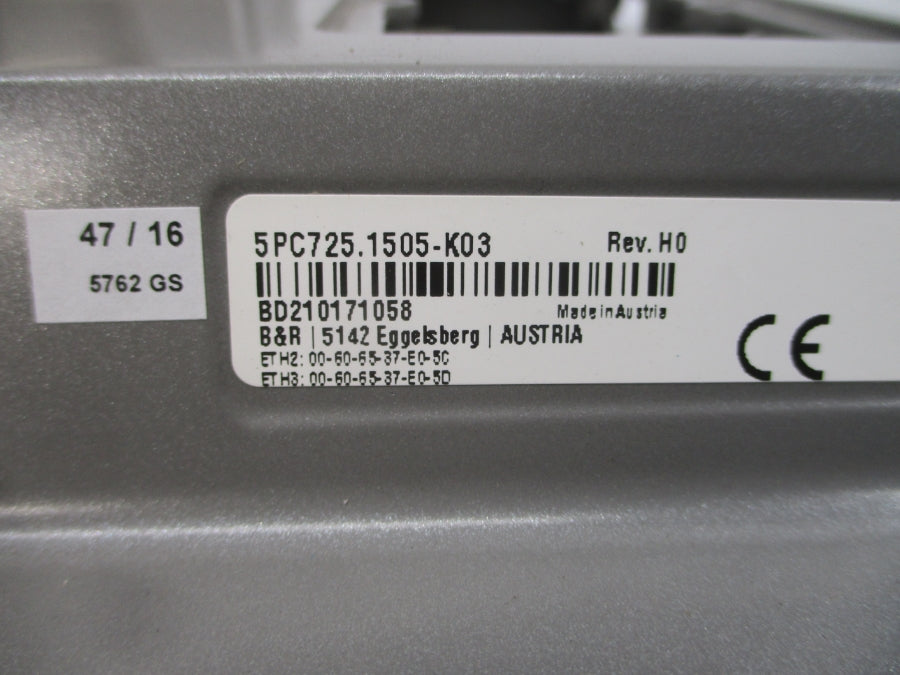 47 / 16
5762 GS
5PC725.1505-K03 Rev. H0
BD210171058 Made in Austria
B&R | 5142 Eggelsberg | AUSTRIA
ETH2: 00-60-65-37-E0-5C
ETH3: 00-60-65-37-E0-5D
CE